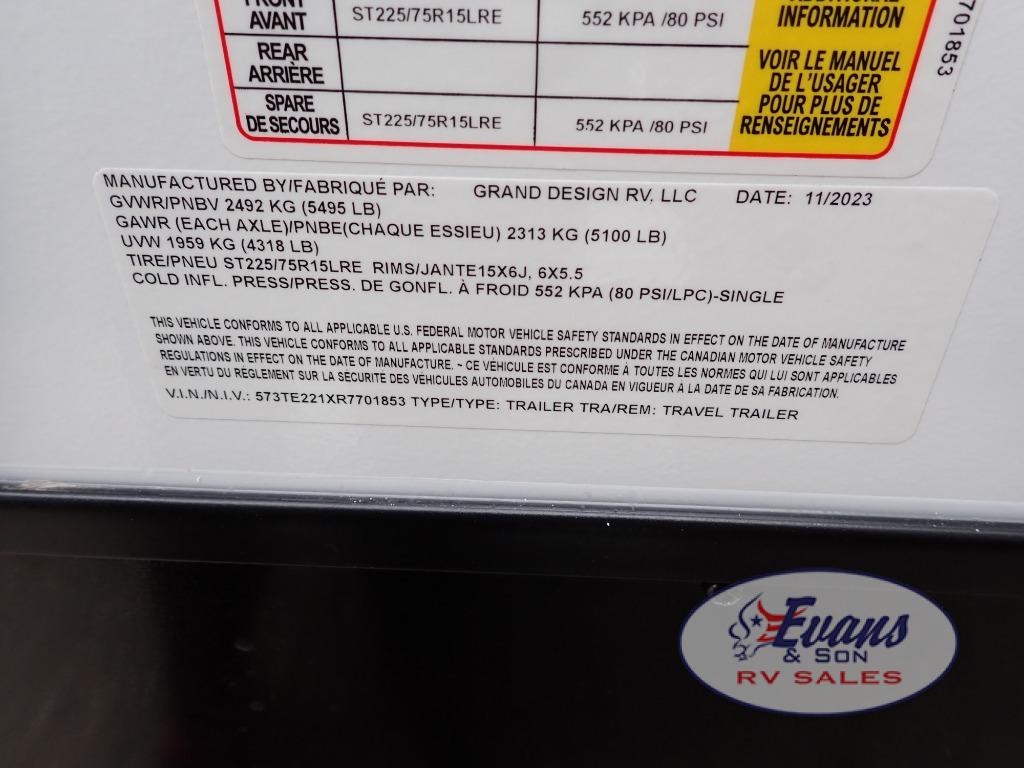 FRONT
AVANT
ST225/75R15LRE
552 KPA /80 PSI
REAR
ARRIÈRE
SPARE
DE SECOURS
ST225/75R15LRE
552 KPA /80 PSI
ADDITIONAL
INFORMATION
VOIR LE MANUEL
DE L'USAGER
POUR PLUS DE
RENSEIGNEMENTS
701853
MANUFACTURED BY/FABRIQUÉ PAR: GRAND DESIGN RV, LLC DATE: 11/2023
GVWR/PNBV 2492 KG (5495 LB)
GAWR (EACH AXLE)/PNBE(CHAQUE ESSIEU) 2313 KG (5100 LB)
UVW 1959 KG (4318 LB)
TIRE/PNEU ST225/75R15LRE RIMS/JANTE15X6J, 6X5.5
COLD INFL. PRESS/PRESS. DE GONFL. À FROID 552 KPA (80 PSI/LPC)-SINGLE
THIS VEHICLE CONFORMS TO ALL APPLICABLE U.S. FEDERAL MOTOR VEHICLE SAFETY STANDARDS IN EFFECT ON THE DATE OF MANUFACTURE
SHOWN ABOVE. THIS VEHICLE CONFORMS TO ALL APPLICABLE STANDARDS PRESCRIBED UNDER THE CANADIAN MOTOR VEHICLE SAFETY
REGULATIONS IN EFFECT ON THE DATE OF MANUFACTURE. - CE VÉHICULE EST CONFORME À TOUTES LES NORMES QUI LUI SONT APPLICABLES
EN VERTU DU RÉGLEMENT SUR LA SÉCURITÉ DES VÉHICULES AUTOMOBILES DU CANADA EN VIGUEUR À LA DATE DE SA FABRICATION.
V.I.N./N.I.V.: 573TE221XR7701853 TYPE/TYPE: TRAILER TRA/REM: TRAVEL TRAILER
Evans
& SON
RV SALES